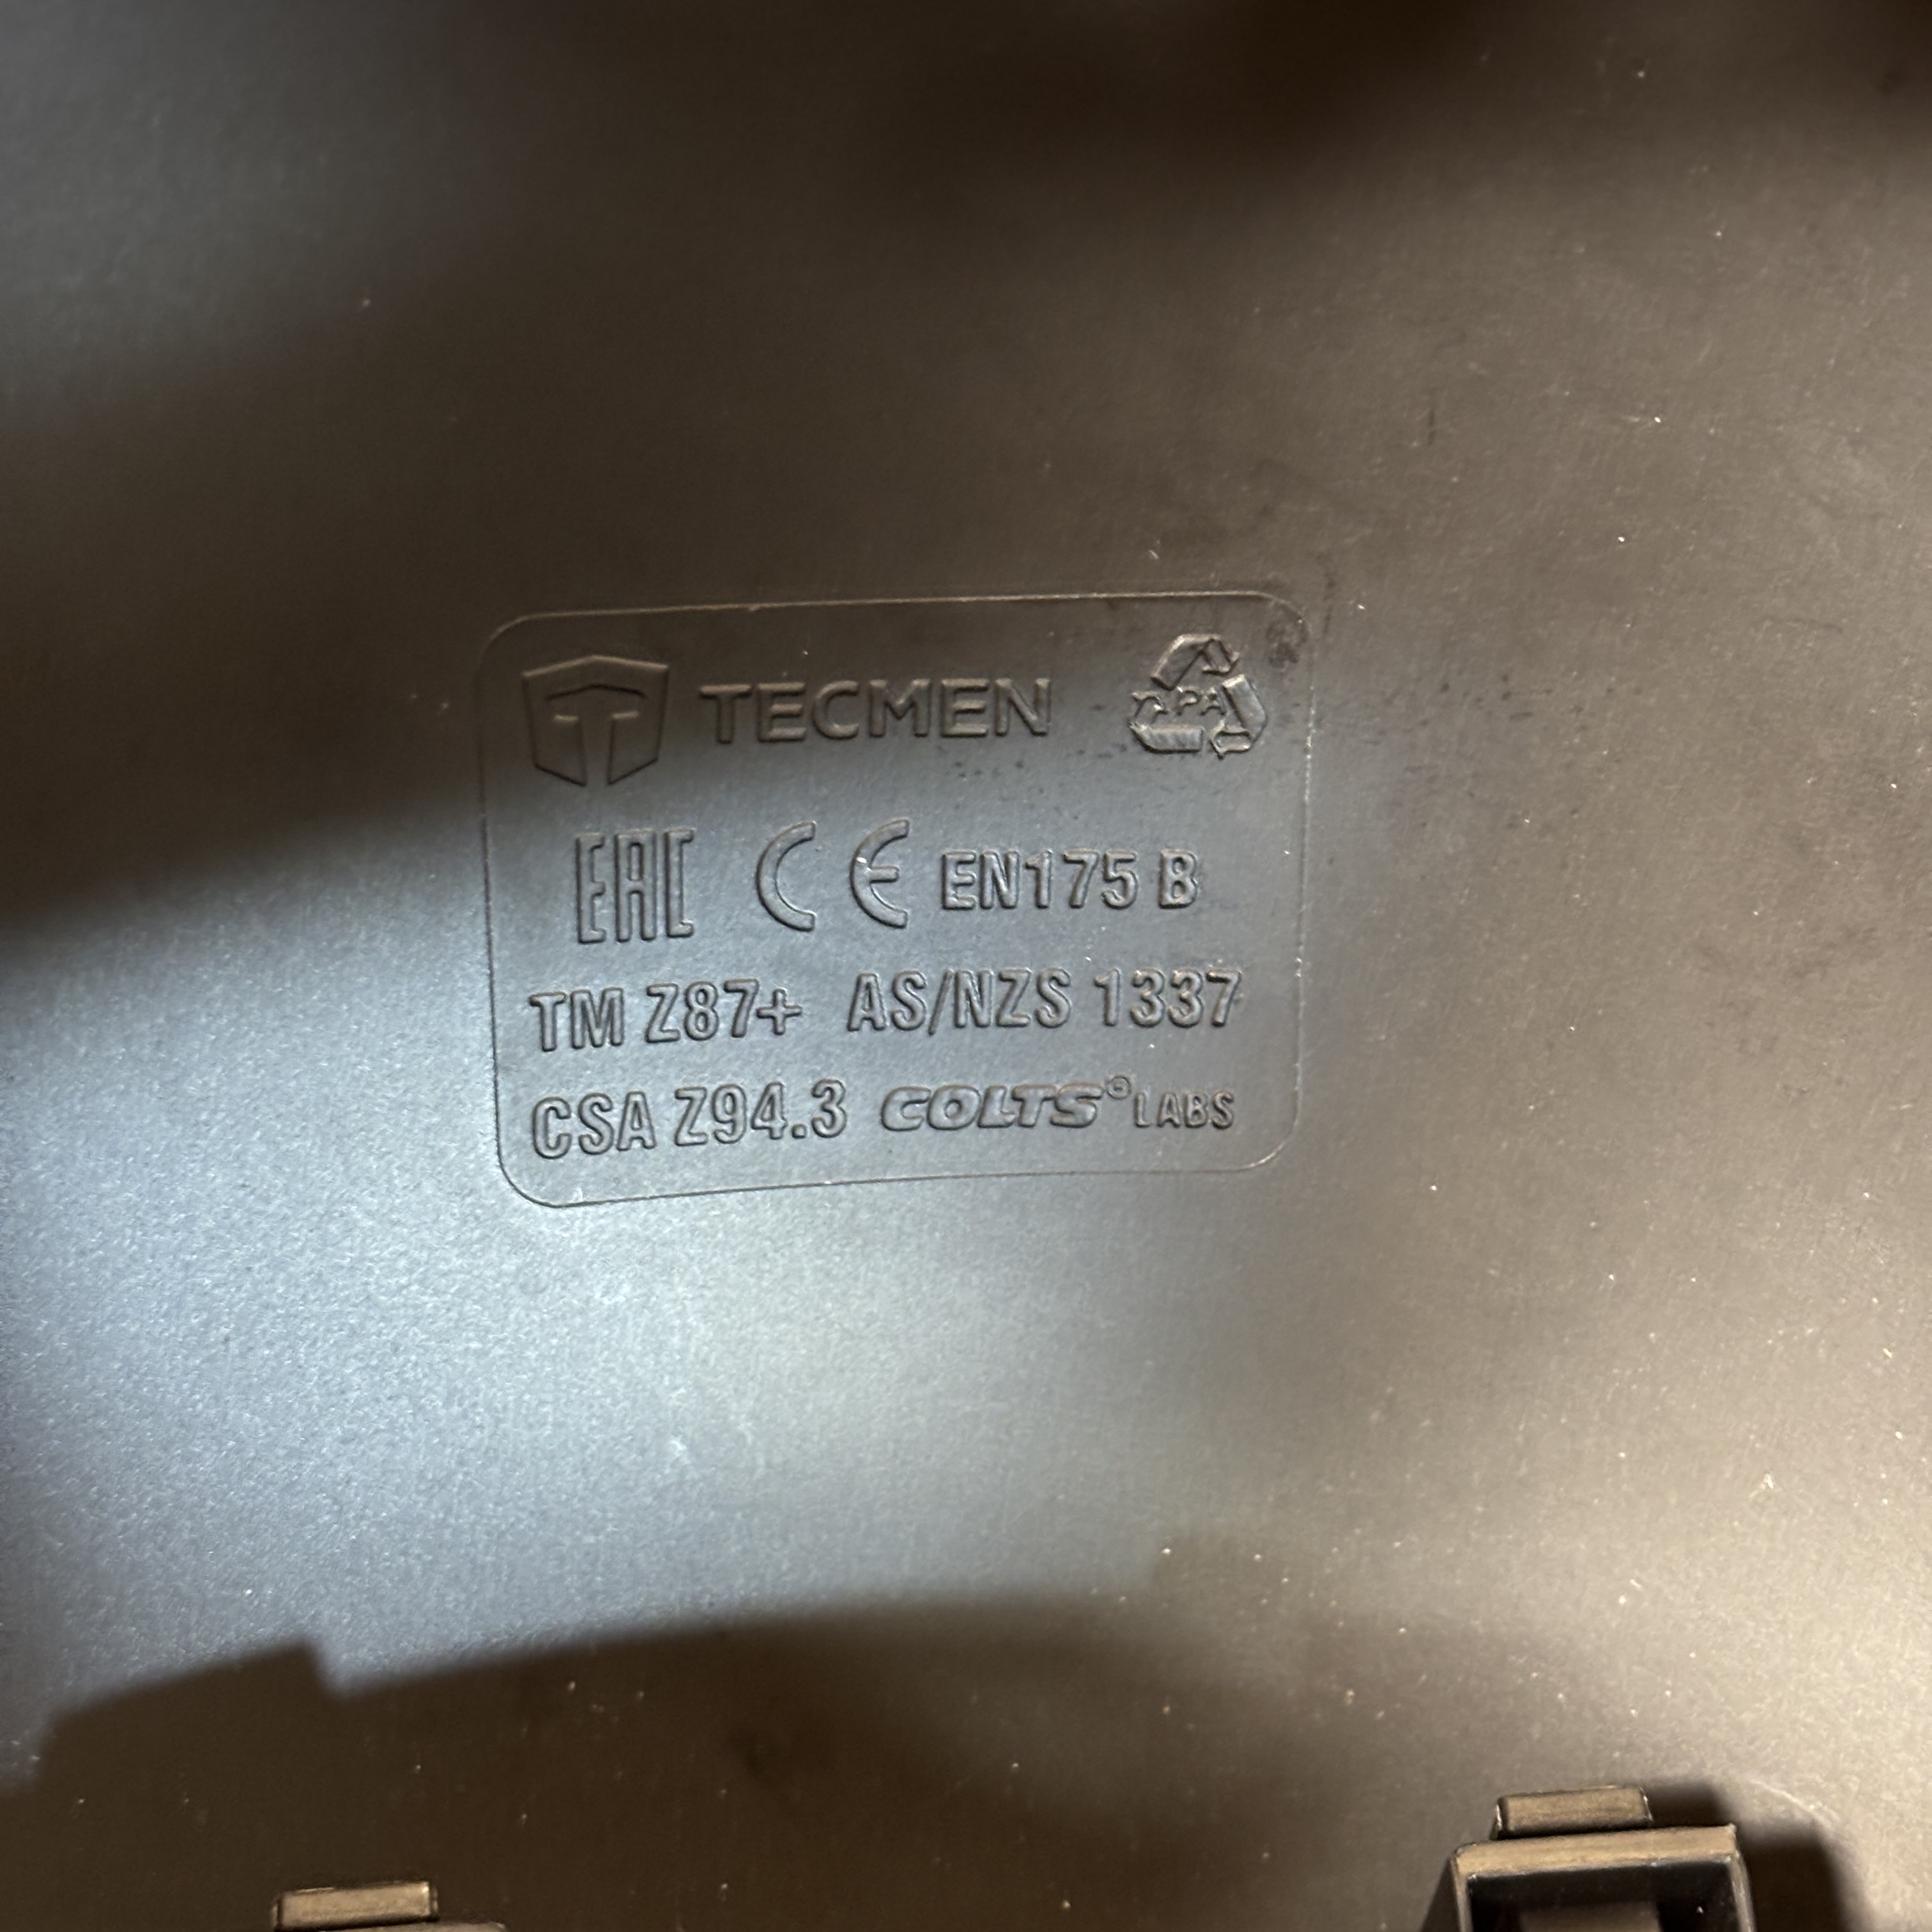 TECMEN PA
EAC CE EN175 B
TM Z87+ AS/NZS 1337
CSA Z94.3 COLTS® LABS